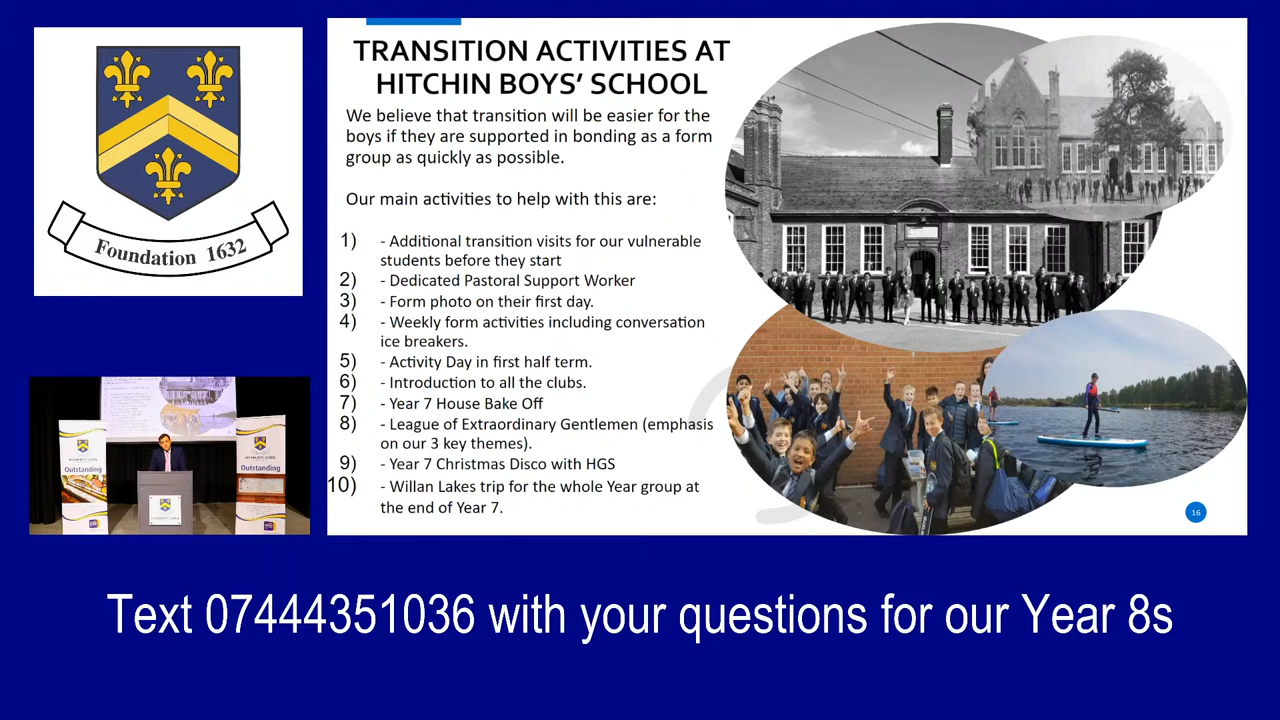 TRANSITION ACTIVITIES AT
HITCHIN BOYS' SCHOOL
We believe that transition will be easier for the
boys if they are supported in bonding as a form
group as quickly as possible.
Our main activities to help with this are:
1) - Additional transition visits for our vulnerable
students before they start
2) - Dedicated Pastoral Support Worker
3) - Form photo on their first day.
4) - Weekly form activities including conversation
ice breakers.
5) - Activity Day in first half term.
6) - Introduction to all the clubs.
7) - Year 7 House Bake Off
8) - League of Extraordinary Gentlemen (emphasis
on our 3 key themes).
9) - Year 7 Christmas Disco with HGS
10) - Willan Lakes trip for the whole Year group at
the end of Year 7.
16
Foundation 1632
Outstanding
Outstanding
Text 07444351036 with your questions for our Year 8s